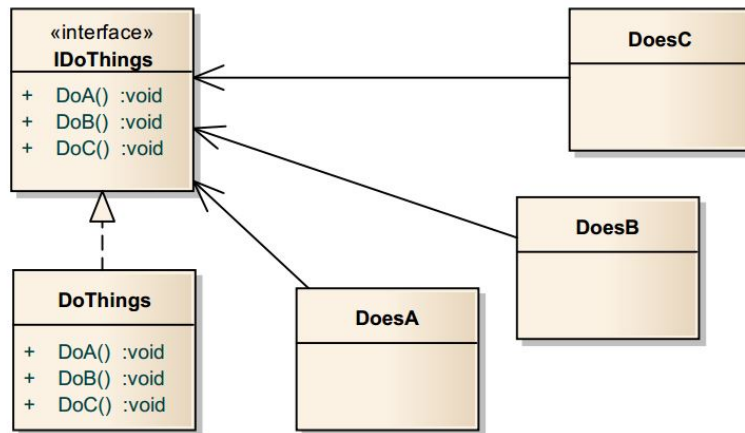 «interface»
IDoThings
+ DoA() :void
+ DoB() :void
+ DoC() :void
DoesC
DoesB
DoThings
+ DoA() :void
+ DoB() :void
+ DoC() :void
DoesA